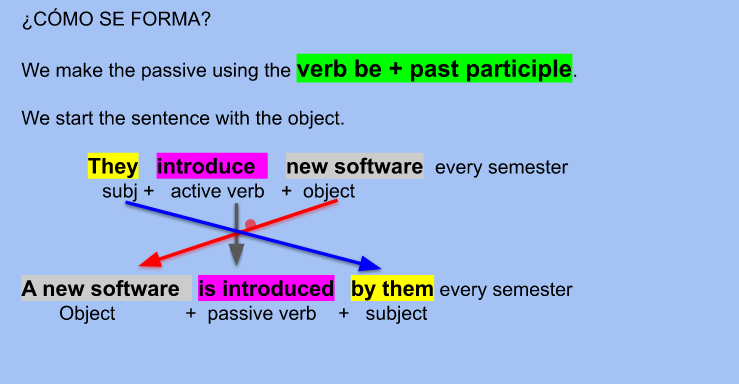 ¿CÓMO SE FORMA?
We make the passive using the verb be + past participle.
We start the sentence with the object.
They introduce new software every semester
subj + active verb + object
A new software is introduced by them every semester
Object + passive verb + subject